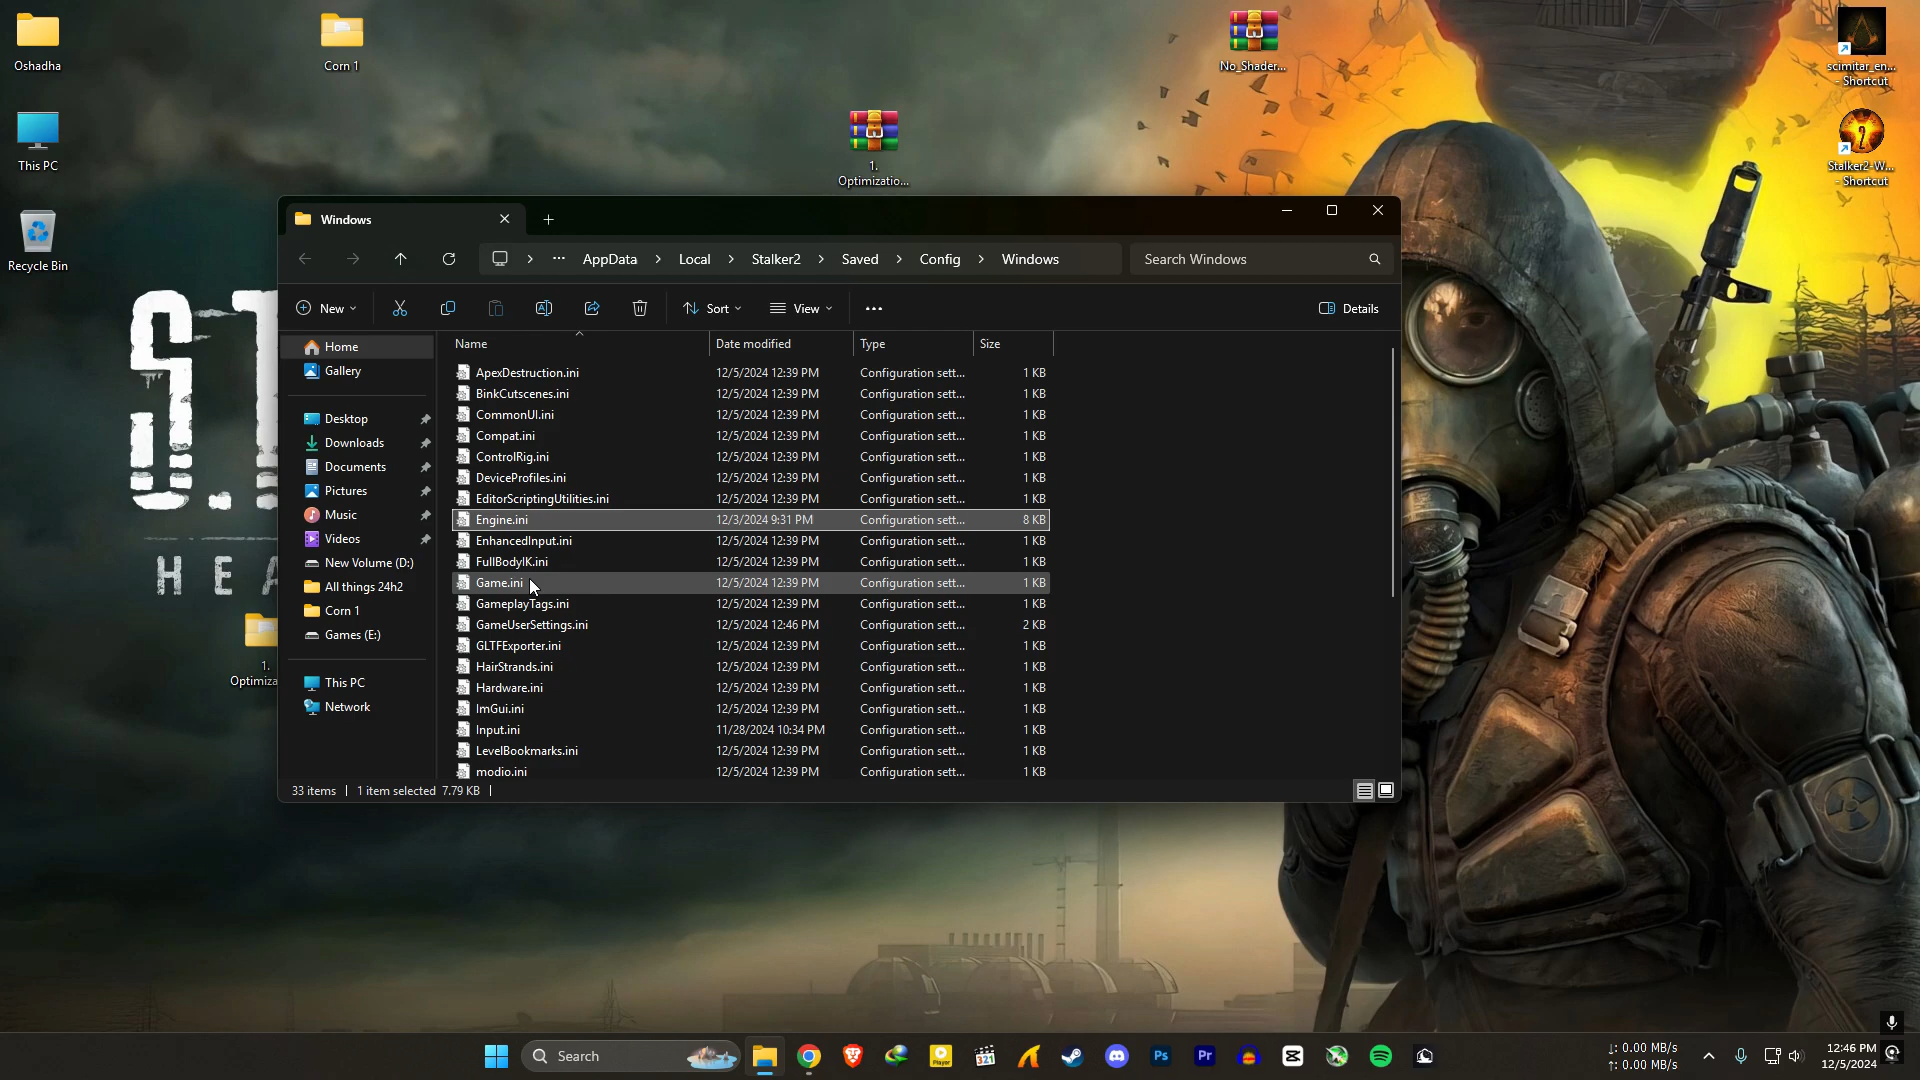 Oshadha
Corn 1
No_Shader...
scimitar_en...
- Shortcut
This PC
1.
Optimizatio...
Stalker2-W...
- Shortcut
Recycle Bin
S.T
HEA
1.
Optimiza
Windows
AppData
Local
Stalker2
Saved
Config
Windows
Search Windows
New
Sort
View
Details
Home
Gallery
Desktop
Downloads
Documents
Pictures
Music
Videos
New Volume (D:)
All things 24h2
Corn 1
Games (E:)
This PC
Network
Name Date modified Type Size
ApexDestruction.ini 12/5/2024 12:39 PM Configuration sett... 1 KB
BinkCutscenes.ini 12/5/2024 12:39 PM Configuration sett... 1 KB
CommonUI.ini 12/5/2024 12:39 PM Configuration sett... 1 KB
Compat.ini 12/5/2024 12:39 PM Configuration sett... 1 KB
ControlRig.ini 12/5/2024 12:39 PM Configuration sett... 1 KB
DeviceProfiles.ini 12/5/2024 12:39 PM Configuration sett... 1 KB
EditorScriptingUtilities.ini 12/5/2024 12:39 PM Configuration sett... 1 KB
Engine.ini 12/3/2024 9:31 PM Configuration sett... 8 KB
EnhancedInput.ini 12/5/2024 12:39 PM Configuration sett... 1 KB
FullBodyIK.ini 12/5/2024 12:39 PM Configuration sett... 1 KB
Game.ini 12/5/2024 12:39 PM Configuration sett... 1 KB
GameplayTags.ini 12/5/2024 12:39 PM Configuration sett... 1 KB
GameUserSettings.ini 12/5/2024 12:46 PM Configuration sett... 2 KB
GLTFExporter.ini 12/5/2024 12:39 PM Configuration sett... 1 KB
HairStrands.ini 12/5/2024 12:39 PM Configuration sett... 1 KB
Hardware.ini 12/5/2024 12:39 PM Configuration sett... 1 KB
ImGui.ini 12/5/2024 12:39 PM Configuration sett... 1 KB
Input.ini 11/28/2024 10:34 PM Configuration sett... 1 KB
LevelBookmarks.ini 12/5/2024 12:39 PM Configuration sett... 1 KB
modio.ini 12/5/2024 12:39 PM Configuration sett... 1 KB
33 items 1 item selected 7.79 KB
Search
Player
321
Ps
Pr
↓: 0.00 MB/s
↑: 0.00 MB/s
12:46 PM
12/5/2024